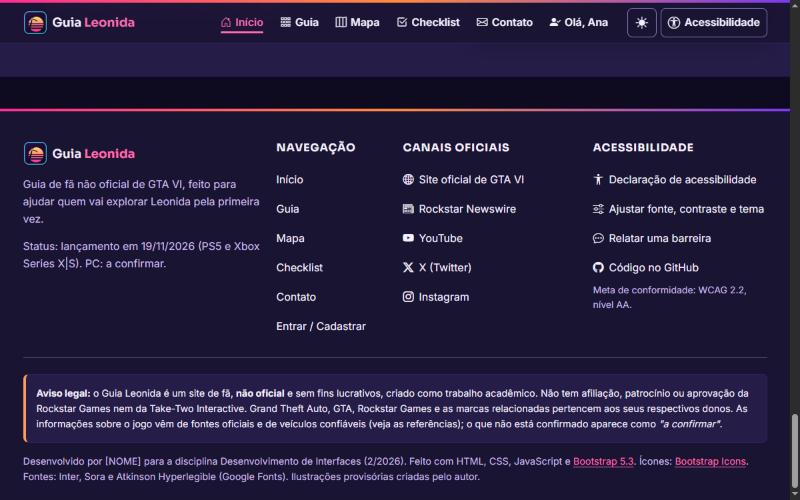 Guia Leonida
Início
Guia
Mapa
Checklist
Contato
Olá, Ana
Acessibilidade
Guia Leonida
Guia de fã não oficial de GTA VI, feito para
ajudar quem vai explorar Leonida pela primeira
vez.
Status: lançamento em 19/11/2026 (PS5 e Xbox
Series X|S). PC: a confirmar.
NAVEGAÇÃO
Início
Guia
Mapa
Checklist
Contato
Entrar / Cadastrar
CANAIS OFICIAIS
Site oficial de GTA VI
Rockstar Newswire
YouTube
X (Twitter)
Instagram
ACESSIBILIDADE
Declaração de acessibilidade
Ajustar fonte, contraste e tema
Relatar uma barreira
Código no GitHub
Meta de conformidade: WCAG 2.2,
nível AA.
Aviso legal: o Guia Leonida é um site de fã, não oficial e sem fins lucrativos, criado como trabalho acadêmico. Não tem afiliação, patrocínio ou aprovação da
Rockstar Games nem da Take-Two Interactive. Grand Theft Auto, GTA, Rockstar Games e as marcas relacionadas pertencem aos seus respectivos donos. As
informações sobre o jogo vêm de fontes oficiais e de veículos confiáveis (veja as referências); o que não está confirmado aparece como "a confirmar".
Desenvolvido por [NOME] para a disciplina Desenvolvimento de Interfaces (2/2026). Feito com HTML, CSS, JavaScript e Bootstrap 5.3. Ícones: Bootstrap Icons.
Fontes: Inter, Sora e Atkinson Hyperlegible (Google Fonts). Ilustrações provisórias criadas pelo autor.